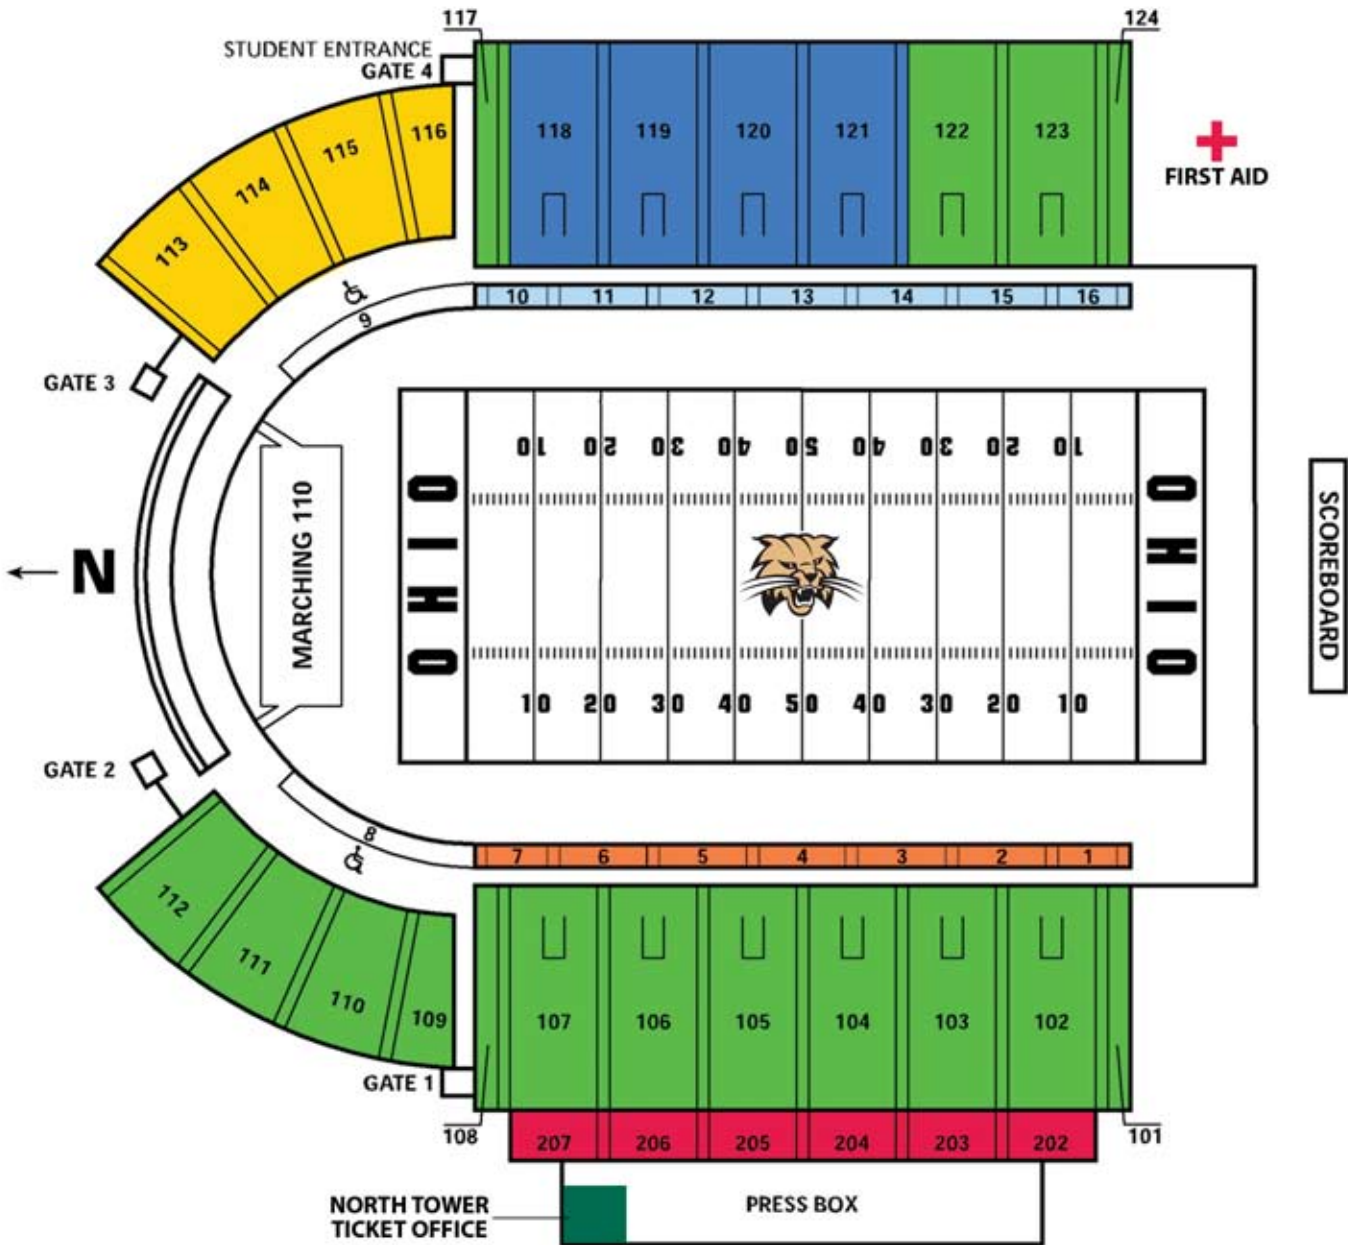 117
124
STUDENT ENTRANCE
GATE 4
116
115
114
113
118
119
120
121
122
123
FIRST AID
10
11
12
13
14
15
16
9
GATE 3
10 20 30 40 50 40 30 20 10
OHIO
OHIO
MARCHING 110
N
SCOREBOARD
10 20 30 40 50 40 30 20 10
GATE 2
8
7
6
5
4
3
2
1
112
111
110
109
107
106
105
104
103
102
GATE 1
108
101
207
206
205
204
203
202
PRESS BOX
NORTH TOWER
TICKET OFFICE